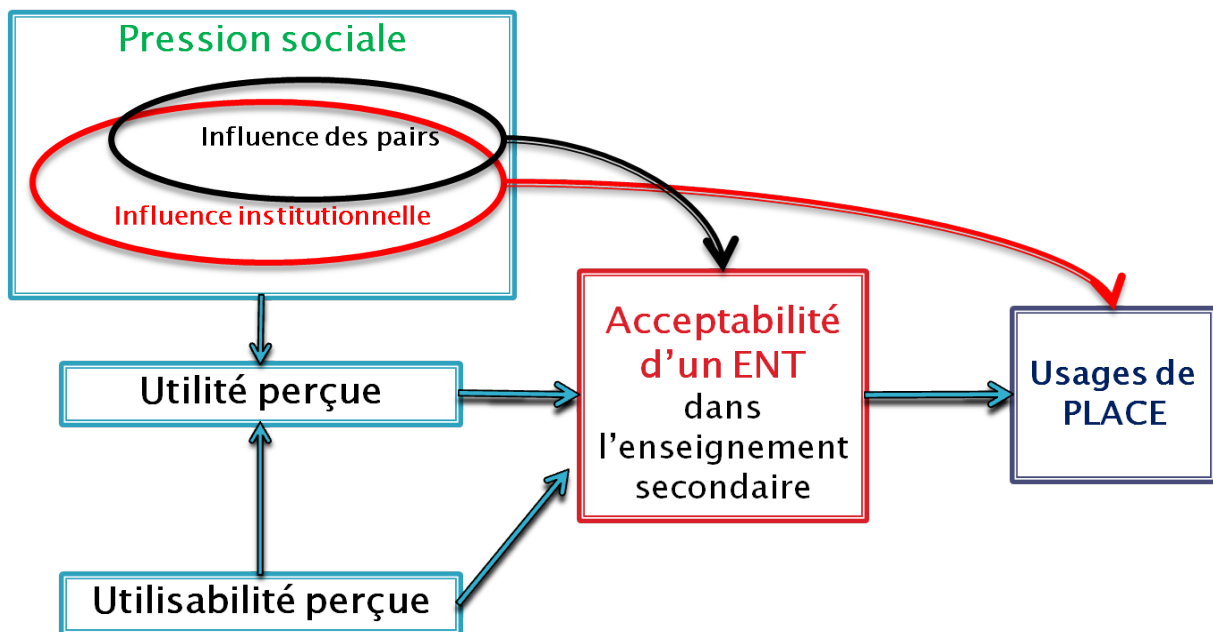 Pression sociale
Influence des pairs
Influence institutionnelle
Utilité perçue
Acceptabilité
d’un ENT
dans
l’enseignement
secondaire
Usages de
PLACE
Utilisabilité perçue